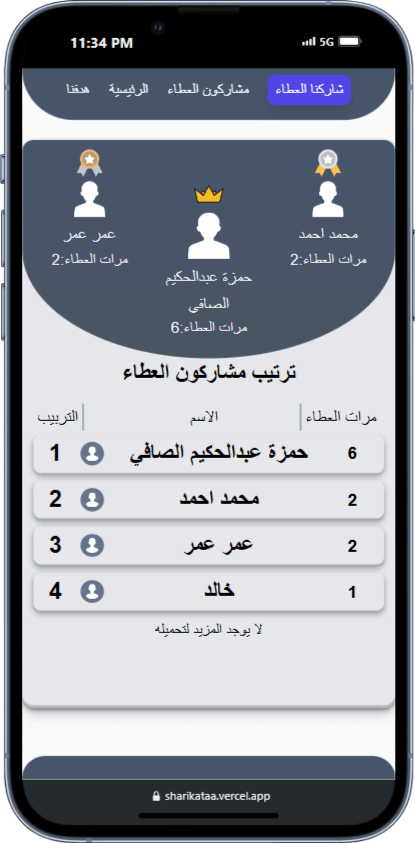 11:34 PM 5G
شاركنا العطاء مشاركون العطاء الرئيسية هدفنا
محمد احمد
مرات العطاء:2
حمزة عبدالحكيم
الصافي
مرات العطاء:6
عمر عمر
مرات العطاء:2
ترتيب مشاركون العطاء
مرات العطاء الاسم التربيب
6 حمزة عبدالحكيم الصافي 1
2 محمد احمد 2
2 عمر عمر 3
1 خالد 4
لا يوجد المزيد لتحميله
sharikataa.vercel.app